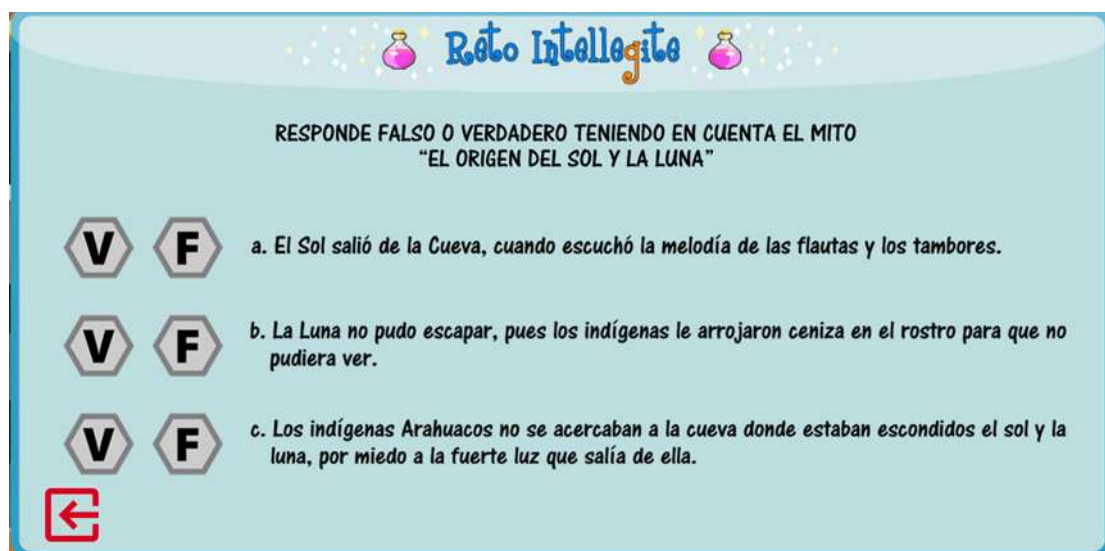 Reto Intellegite
RESPONDE FALSO O VERDADERO TENIENDO EN CUENTA EL MITO
“EL ORIGEN DEL SOL Y LA LUNA”
V F a. El Sol salió de la Cueva, cuando escuchó la melodía de las flautas y los tambores.
V F b. La Luna no pudo escapar, pues los indígenas le arrojaron ceniza en el rostro para que no
pudiera ver.
V F c. Los indígenas Arahuacos no se acercaban a la cueva donde estaban escondidos el sol y la
luna, por miedo a la fuerte luz que salía de ella.